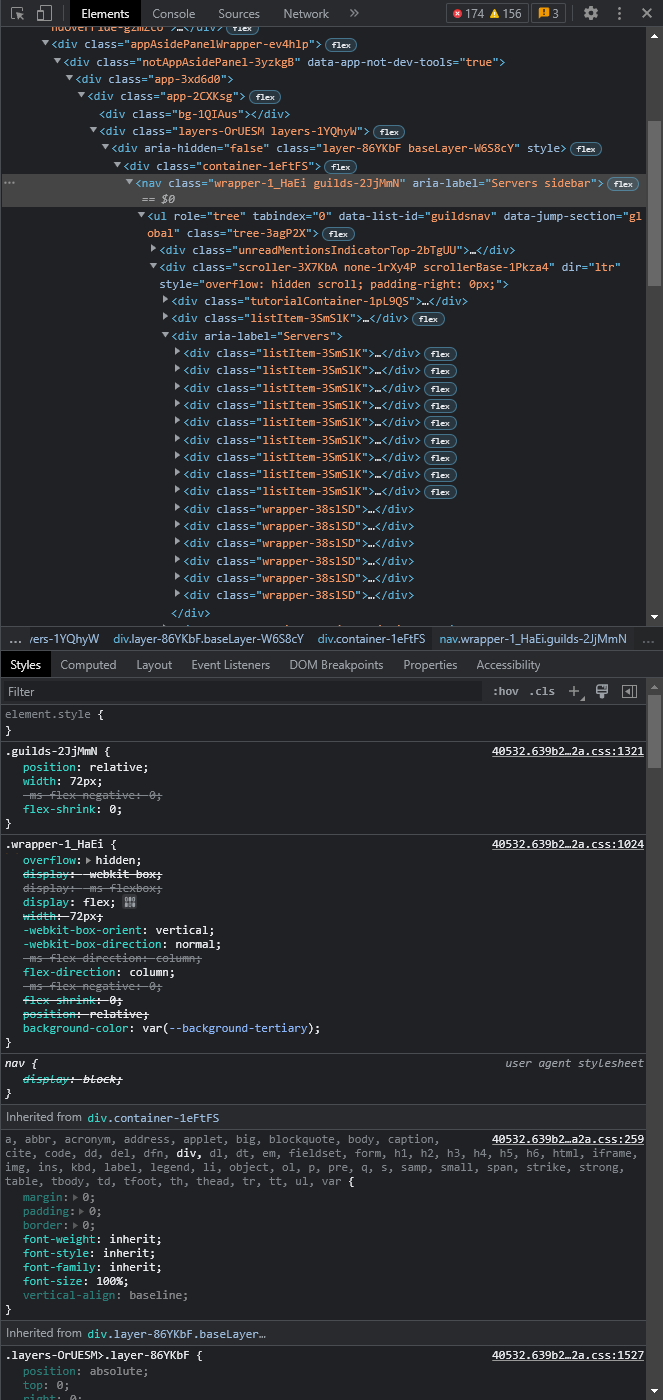 Elements Console Sources Network » 174 156 3
<div class="appAsidePanelWrapper-ev4hlp"> flex
<div class="notAppAsidePanel-3yzkgB" data-app-not-dev-tools="true">
<div class="app-3xd6d0">
<div class="app-2CXKsg"> flex
<div class="bg-1QIAus"></div>
<div class="layers-OrUESM layers-1YQhyW"> flex
<div aria-hidden="false" class="layer-86YKbF baseLayer-W6S8cY" style> flex
<div class="container-1eFtFS"> flex
… <nav class="wrapper-1_HaEi guilds-2JjMmN" aria-label="Servers sidebar"> flex
== $0
<ul role="tree" tabindex="0" data-list-id="guildsnav" data-jump-section="gl
obal" class="tree-3agP2X"> flex
<div class="unreadMentionsIndicatorTop-2bTgUU">…</div>
<div class="scroller-3X7KbA none-1rXy4P scrollerBase-1Pkza4" dir="ltr"
style="overflow: hidden scroll; padding-right: 0px;">
<div class="tutorialContainer-1pL9QS">…</div>
<div class="listItem-3SmSlK">…</div> flex
<div aria-label="Servers">
<div class="listItem-3SmSlK">…</div> flex
<div class="listItem-3SmSlK">…</div> flex
<div class="listItem-3SmSlK">…</div> flex
<div class="listItem-3SmSlK">…</div> flex
<div class="listItem-3SmSlK">…</div> flex
<div class="listItem-3SmSlK">…</div> flex
<div class="listItem-3SmSlK">…</div> flex
<div class="listItem-3SmSlK">…</div> flex
<div class="listItem-3SmSlK">…</div> flex
<div class="wrapper-38slSD">…</div>
<div class="wrapper-38slSD">…</div>
<div class="wrapper-38slSD">…</div>
<div class="wrapper-38slSD">…</div>
<div class="wrapper-38slSD">…</div>
<div class="wrapper-38slSD">…</div>
</div>
… yers-1YQhyW div.layer-86YKbF.baseLayer-W6S8cY div.container-1eFtFS nav.wrapper-1_HaEi.guilds-2JjMmN …
Styles Computed Layout Event Listeners DOM Breakpoints Properties Accessibility
Filter :hov .cls +
element.style {
}
.guilds-2JjMmN { 40532.639b2…2a.css:1321
position: relative;
width: 72px;
-ms-flex-negative: 0;
flex-shrink: 0;
}
.wrapper-1_HaEi { 40532.639b2…2a.css:1024
overflow: hidden;
display: -webkit-box;
display: -ms-flexbox;
display: flex;
width: 72px;
-webkit-box-orient: vertical;
-webkit-box-direction: normal;
-ms-flex-direction: column;
flex-direction: column;
-ms-flex-negative: 0;
flex-shrink: 0;
position: relative;
background-color: var(--background-tertiary);
}
nav { user agent stylesheet
display: block;
}
Inherited from div.container-1eFtFS
a, abbr, acronym, address, applet, big, blockquote, body, caption, 40532.639b2…a2a.css:259
cite, code, dd, del, dfn, div, dl, dt, em, fieldset, form, h1, h2, h3, h4, h5, h6, html, iframe,
img, ins, kbd, label, legend, li, object, ol, p, pre, q, s, samp, small, span, strike, strong,
table, tbody, td, tfoot, th, thead, tr, tt, ul, var {
margin: 0;
padding: 0;
border: 0;
font-weight: inherit;
font-style: inherit;
font-family: inherit;
font-size: 100%;
vertical-align: baseline;
}
Inherited from div.layer-86YKbF.baseLayer…
.layers-OrUESM>.layer-86YKbF { 40532.639b2…2a.css:1527
position: absolute;
top: 0;